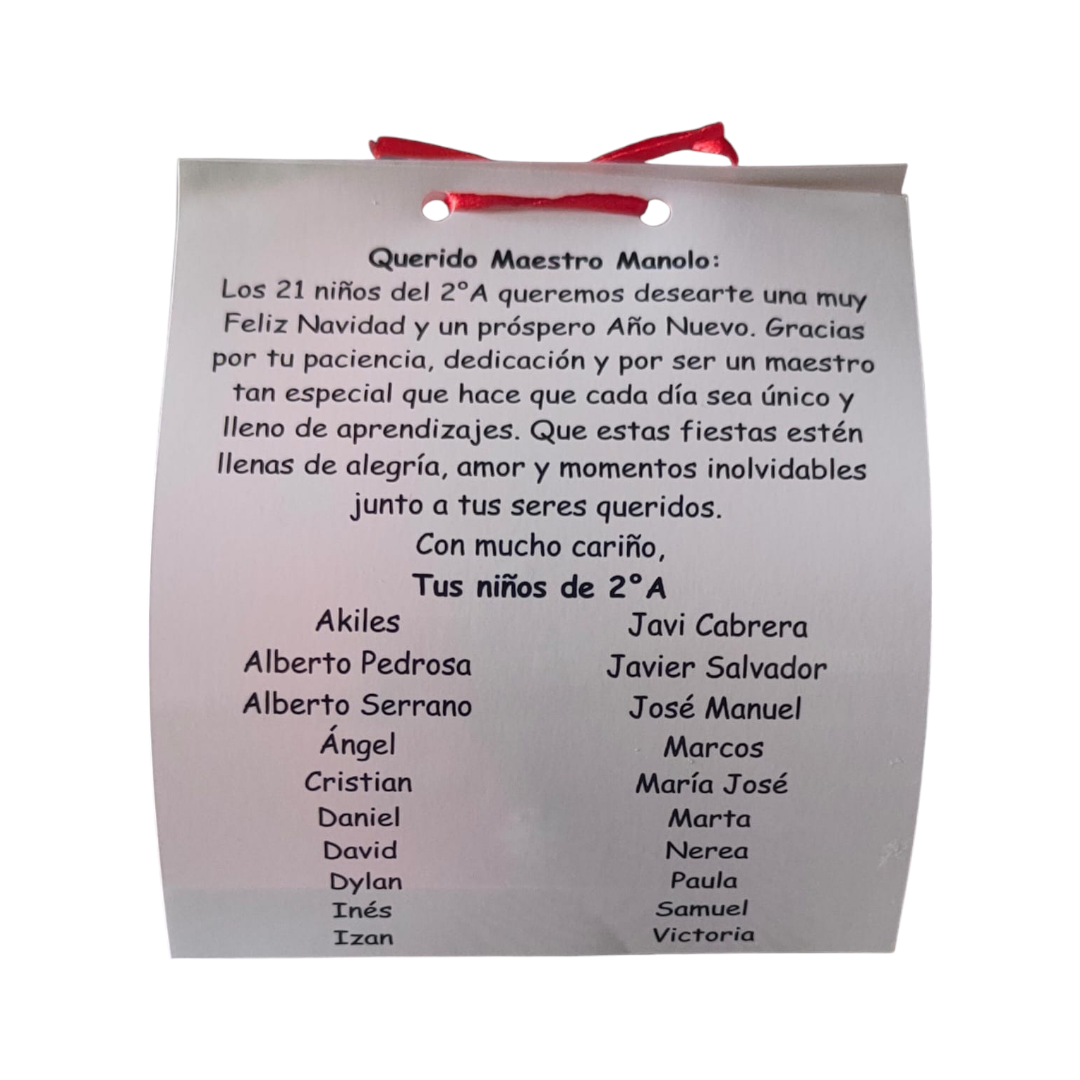 Querido Maestro Manolo:
Los 21 niños del 2ºA queremos desearte una muy
Feliz Navidad y un próspero Año Nuevo. Gracias
por tu paciencia, dedicación y por ser un maestro
tan especial que hace que cada día sea único y
lleno de aprendizajes. Que estas fiestas estén
llenas de alegría, amor y momentos inolvidables
junto a tus seres queridos.
Con mucho cariño,
Tus niños de 2ºA
Akiles
Alberto Pedrosa
Alberto Serrano
Ángel
Cristian
Daniel
David
Dylan
Inés
Izan
Javi Cabrera
Javier Salvador
José Manuel
Marcos
María José
Marta
Nerea
Paula
Samuel
Victoria